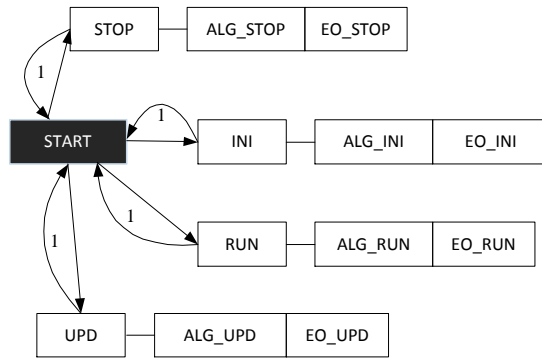 STOP ALG_STOP EO_STOP
1
1
START INI ALG_INI EO_INI
1
1
RUN ALG_RUN EO_RUN
UPD ALG_UPD EO_UPD